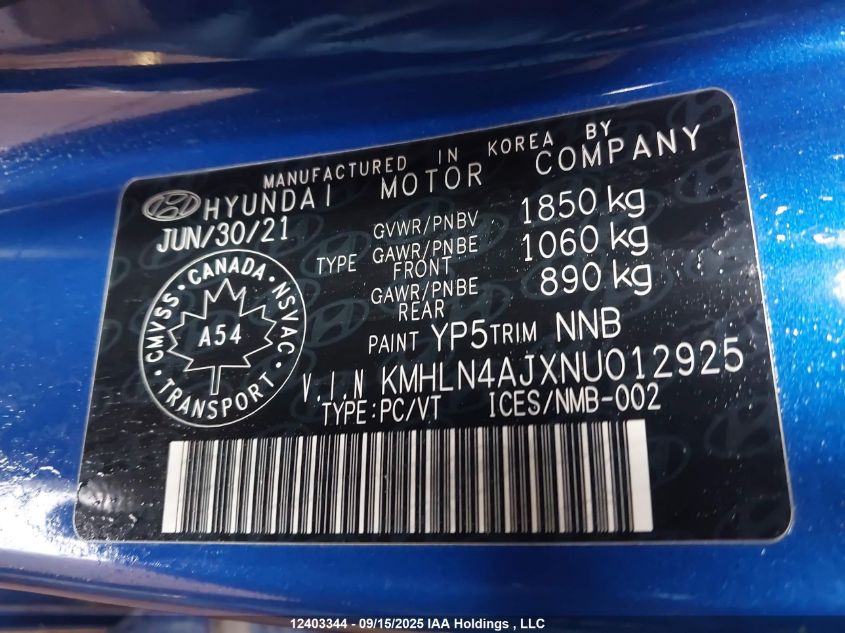 MANUFACTURED IN KOREA BY
HYUNDAI MOTOR COMPANY
JUN/30/21
GVWR/PNBV 1850 kg
TYPE GAWR/PNBE FRONT 1060 kg
GAWR/PNBE REAR 890 kg
CMVSS · CANADA · NSVAC
A54
TRANSPORT
PAINT YP5 TRIM NNB
V.I.N KMHLN4AJXNU012925
TYPE:PC/VT ICES/NMB-002
12403344 - 09/15/2025 IAA Holdings , LLC